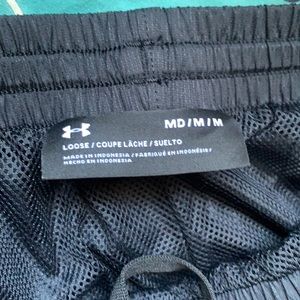 MD / M / M
LOOSE / COUPE LÂCHE / SUELTO
MADE IN INDONESIA / FABRIQUÉ EN INDONÉSIE /
HECHO EN INDONESIA